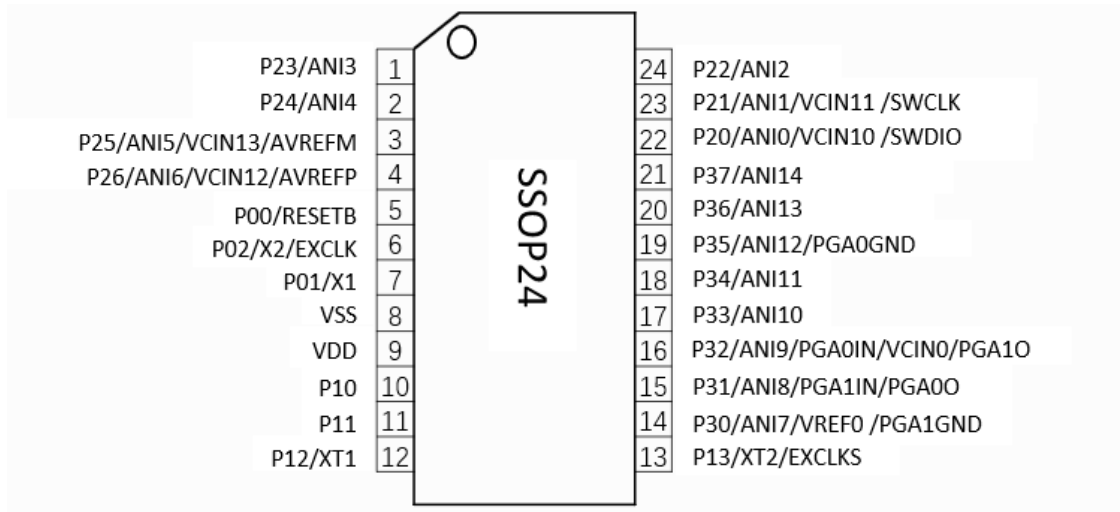 P23/ANI3 1
P24/ANI4 2
P25/ANI5/VCIN13/AVREFM 3
P26/ANI6/VCIN12/AVREFP 4
P00/RESETB 5
P02/X2/EXCLK 6
P01/X1 7
VSS 8
VDD 9
P10 10
P11 11
P12/XT1 12
SSOP24
24 P22/ANI2
23 P21/ANI1/VCIN11 /SWCLK
22 P20/ANI0/VCIN10 /SWDIO
21 P37/ANI14
20 P36/ANI13
19 P35/ANI12/PGA0GND
18 P34/ANI11
17 P33/ANI10
16 P32/ANI9/PGA0IN/VCIN0/PGA1O
15 P31/ANI8/PGA1IN/PGA0O
14 P30/ANI7/VREF0 /PGA1GND
13 P13/XT2/EXCLKS